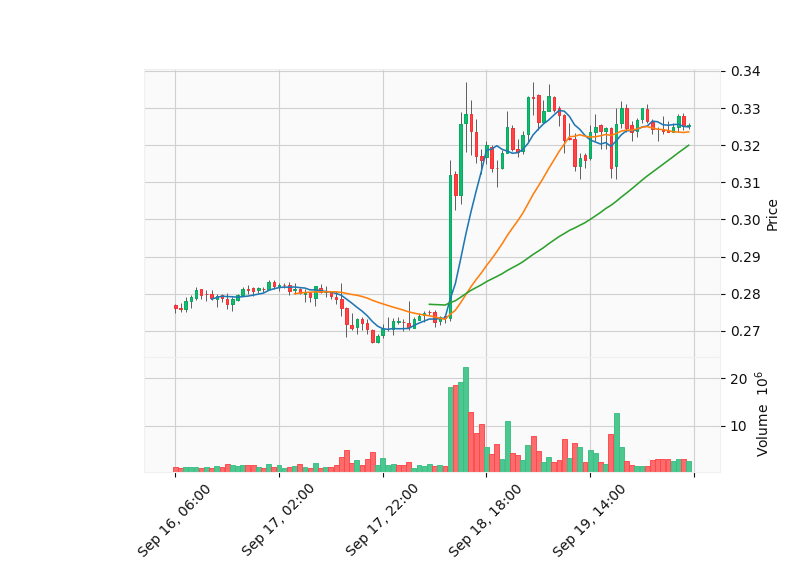 0.34
0.33
0.32
0.31
0.30
0.29
0.28
0.27
Price
20
10
Volume 10^6
Sep 16, 06:00
Sep 17, 02:00
Sep 17, 22:00
Sep 18, 18:00
Sep 19, 14:00